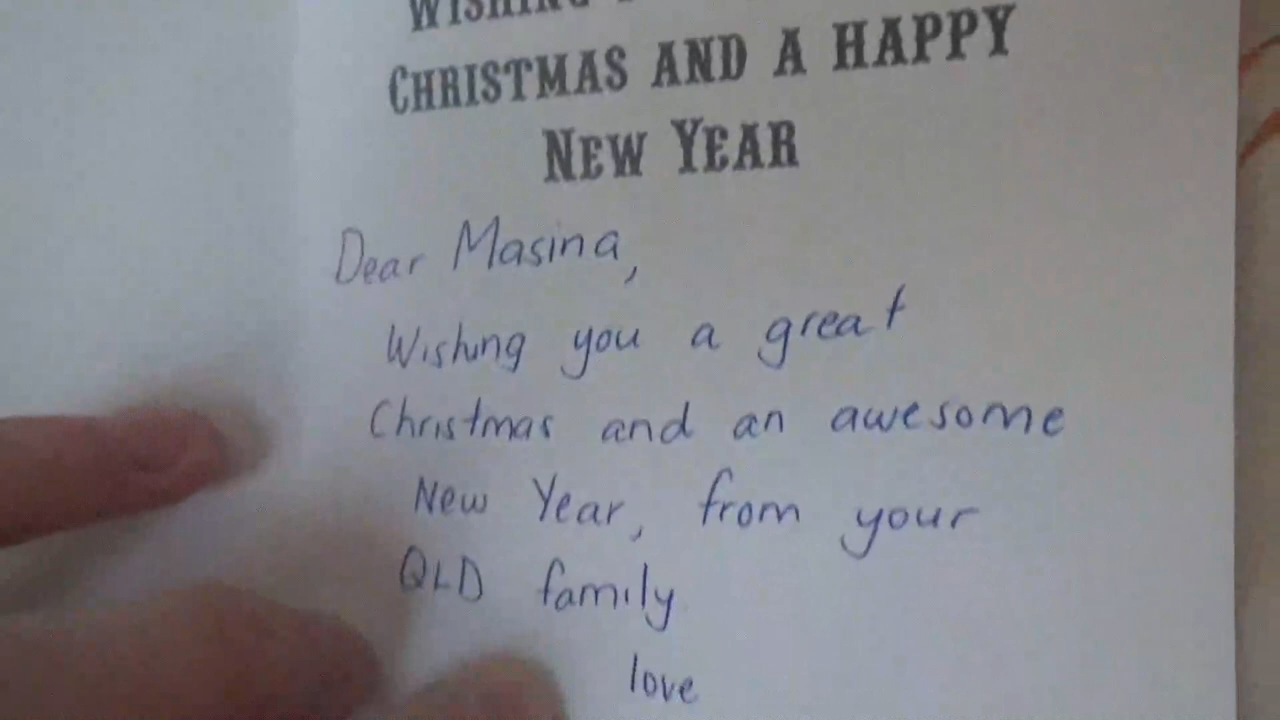 WISHING
CHRISTMAS AND A HAPPY
NEW YEAR
Dear Masina,
Wishing you a great
Christmas and an awesome
New Year, from your
QLD family
love